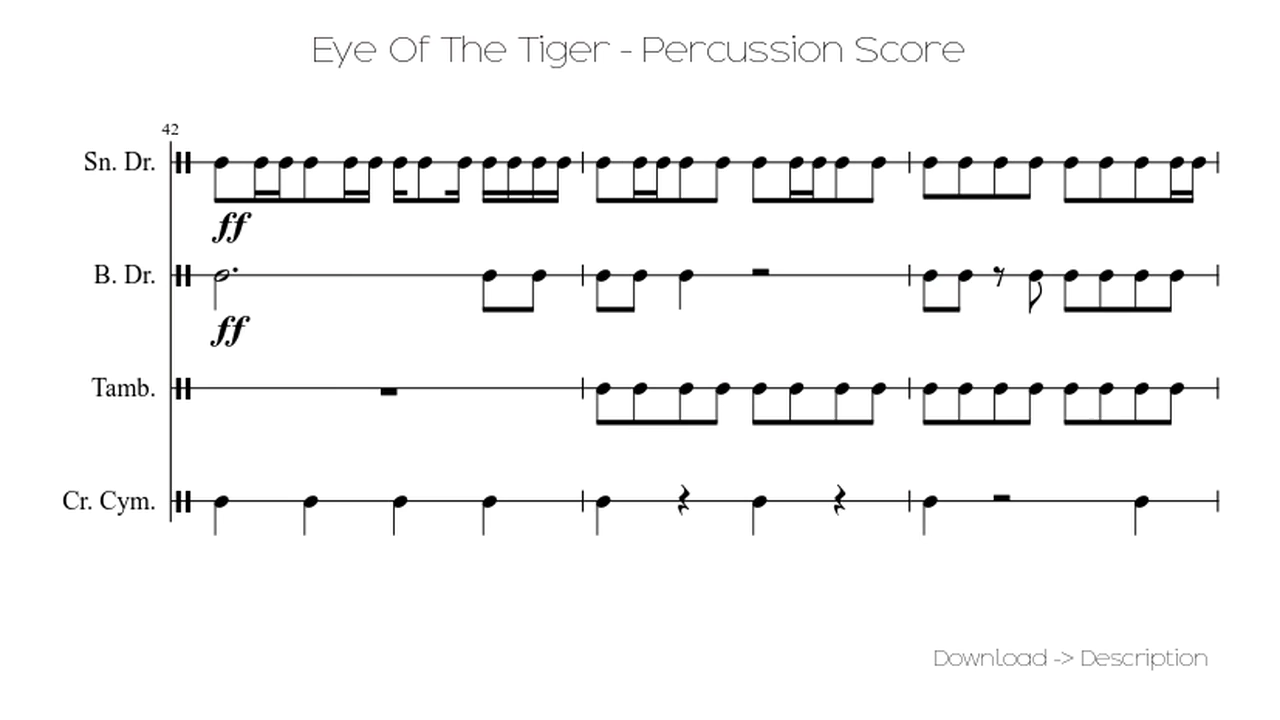 Eye Of The Tiger - Percussion Score
42
Sn. Dr.
ff
B. Dr.
ff
Tamb.
Cr. Cym.
Download -> Description